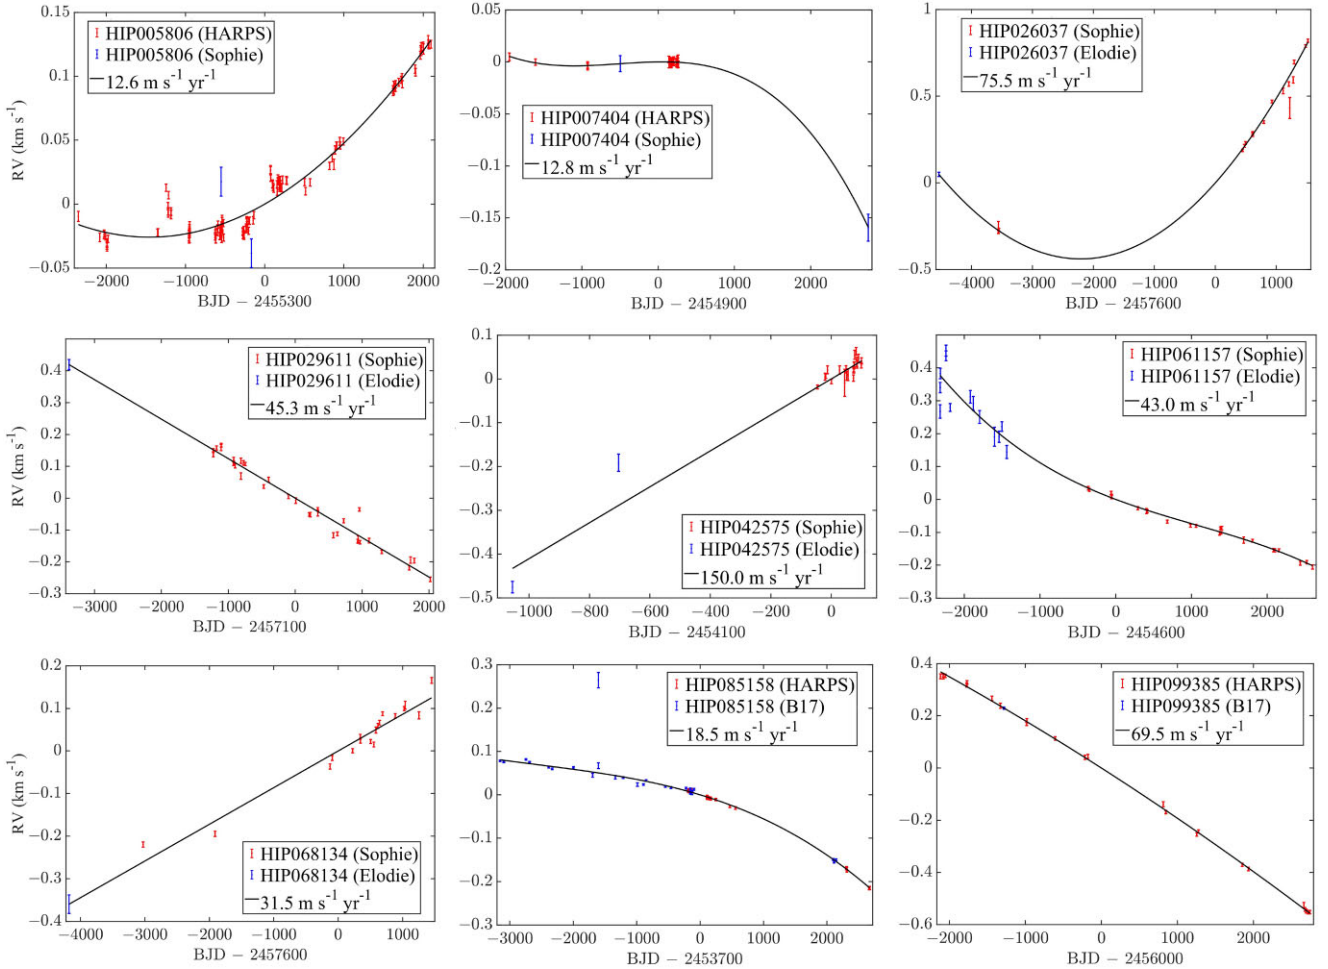 0.15
0.1
0.05
0
−0.05
RV (km s-1)
HIP005806 (HARPS)
HIP005806 (Sophie)
12.6 m s-1 yr-1
−2000 −1000 0 1000 2000
BJD − 2455300
0.05
0
−0.05
−0.1
−0.15
−0.2
HIP007404 (HARPS)
HIP007404 (Sophie)
12.8 m s-1 yr-1
−2000 −1000 0 1000 2000
BJD − 2454900
1
0.5
0
−0.5
HIP026037 (Sophie)
HIP026037 (Elodie)
75.5 m s-1 yr-1
−4000 −3000 −2000 −1000 0 1000
BJD − 2457600
0.4
0.3
0.2
0.1
0
−0.1
−0.2
−0.3
RV (km s-1)
HIP029611 (Sophie)
HIP029611 (Elodie)
45.3 m s-1 yr-1
−3000 −2000 −1000 0 1000 2000
BJD − 2457100
0.1
0
−0.1
−0.2
−0.3
−0.4
−0.5
HIP042575 (Sophie)
HIP042575 (Elodie)
150.0 m s-1 yr-1
−1000 −800 −600 −400 −200 0
BJD − 2454100
0.5
0.4
0.3
0.2
0.1
0
−0.1
−0.2
−0.3
HIP061157 (Sophie)
HIP061157 (Elodie)
43.0 m s-1 yr-1
−2000 −1000 0 1000 2000
BJD − 2454600
0.2
0.1
0
−0.1
−0.2
−0.3
−0.4
RV (km s-1)
HIP068134 (Sophie)
HIP068134 (Elodie)
31.5 m s-1 yr-1
−4000 −3000 −2000 −1000 0 1000
BJD − 2457600
0.3
0.2
0.1
0
−0.1
−0.2
−0.3
HIP085158 (HARPS)
HIP085158 (B17)
18.5 m s-1 yr-1
−3000 −2000 −1000 0 1000 2000
BJD − 2453700
0.4
0.2
0
−0.2
−0.4
−0.6
HIP099385 (HARPS)
HIP099385 (B17)
69.5 m s-1 yr-1
−2000 −1000 0 1000 2000
BJD − 2456000